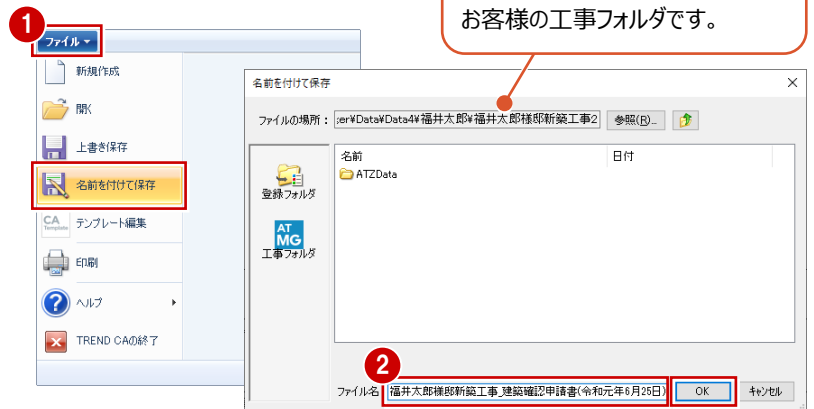 お客様の工事フォルダです。
1
ファイル
新規作成
開く
上書き保存
名前を付けて保存
CA
Template
テンプレート編集
印刷
ヘルプ
TREND CAの終了
名前を付けて保存
ファイルの場所： ;er¥Data¥Data4¥福井太郎¥福井太郎様邸新築工事2 参照(R)...
名前 日付
ATZData
登録フォルダ
AT
MG
工事フォルダ
2
ファイル名 福井太郎様邸新築工事_建築確認申請書(令和元年6月25日) OK キャンセル